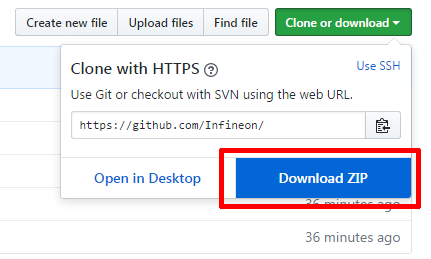 Create new file Upload files Find file Clone or download
Clone with HTTPS ? Use SSH
Use Git or checkout with SVN using the web URL.
https://github.com/Infineon/
Open in Desktop Download ZIP
36 minutes ago
36 minutes ago